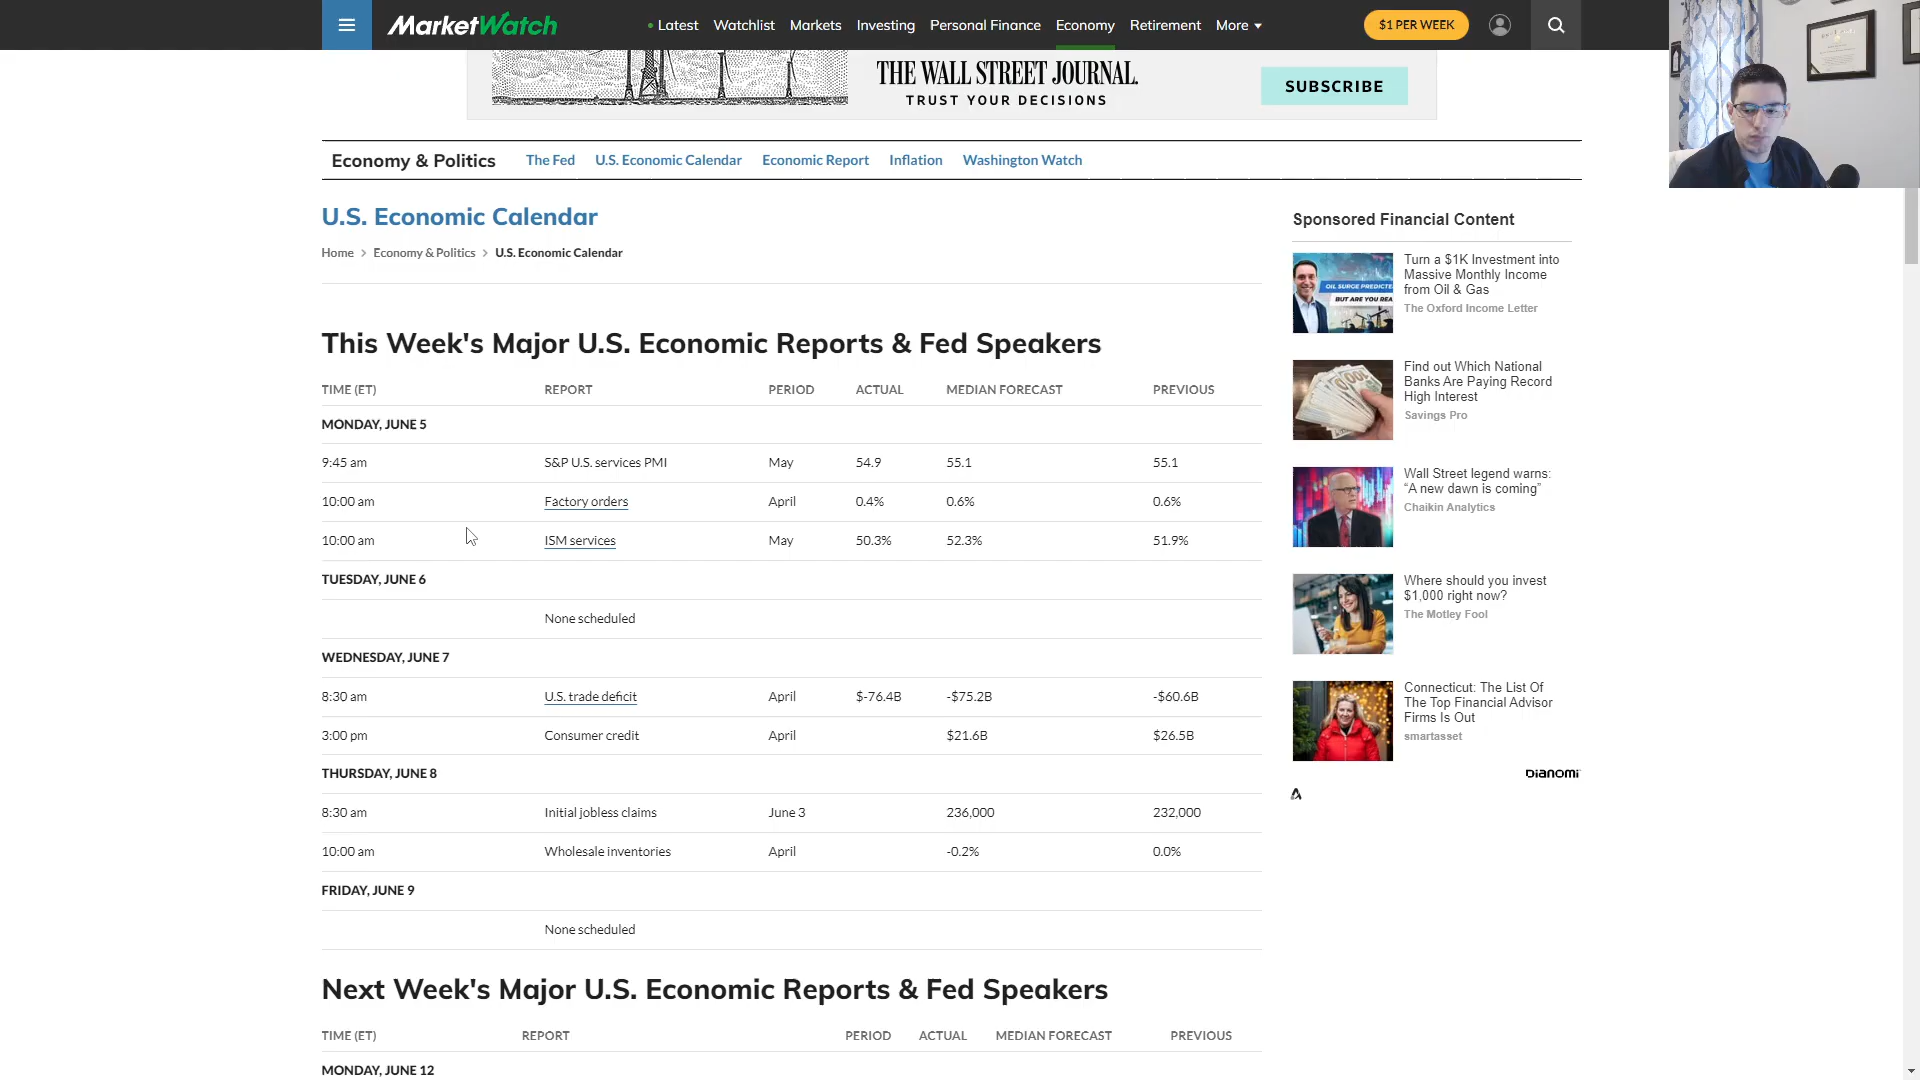 MarketWatch
Latest Watchlist Markets Investing Personal Finance Economy Retirement More
$1 PER WEEK
THE WALL STREET JOURNAL.
TRUST YOUR DECISIONS
SUBSCRIBE
Economy & Politics The Fed U.S. Economic Calendar Economic Report Inflation Washington Watch
U.S. Economic Calendar
Home > Economy & Politics > U.S. Economic Calendar
This Week's Major U.S. Economic Reports & Fed Speakers
TIME (ET) REPORT PERIOD ACTUAL MEDIAN FORECAST PREVIOUS
MONDAY, JUNE 5
9:45 am S&P U.S. services PMI May 54.9 55.1 55.1
10:00 am Factory orders April 0.4% 0.6% 0.6%
10:00 am ISM services May 50.3% 52.3% 51.9%
TUESDAY, JUNE 6
None scheduled
WEDNESDAY, JUNE 7
8:30 am U.S. trade deficit April $-76.4B -$75.2B -$60.6B
3:00 pm Consumer credit April $21.6B $26.5B
THURSDAY, JUNE 8
8:30 am Initial jobless claims June 3 236,000 232,000
10:00 am Wholesale inventories April -0.2% 0.0%
FRIDAY, JUNE 9
None scheduled
Next Week's Major U.S. Economic Reports & Fed Speakers
TIME (ET) REPORT PERIOD ACTUAL MEDIAN FORECAST PREVIOUS
MONDAY, JUNE 12
Sponsored Financial Content
OIL SURGE PREDICTE
BUT ARE YOU REA
Turn a $1K Investment into
Massive Monthly Income
from Oil & Gas
The Oxford Income Letter
Find out Which National
Banks Are Paying Record
High Interest
Savings Pro
Wall Street legend warns:
“A new dawn is coming”
Chaikin Analytics
Where should you invest
$1,000 right now?
The Motley Fool
Connecticut: The List Of
The Top Financial Advisor
Firms Is Out
smartasset
DIANOMI